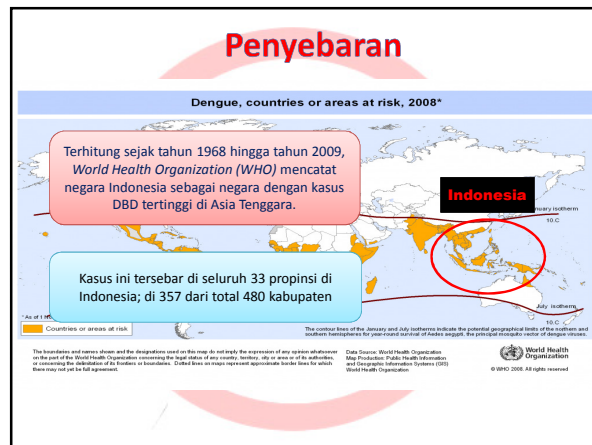 Penyebaran
Dengue, countries or areas at risk, 2008*
Terhitung sejak tahun 1968 hingga tahun 2009,
World Health Organization (WHO) mencatat
negara Indonesia sebagai negara dengan kasus
DBD tertinggi di Asia Tenggara.
Indonesia
January isotherm
10.C
Kasus ini tersebar di seluruh 33 propinsi di
Indonesia; di 357 dari total 480 kabupaten
July isotherm
10.C
*As of 1
Countries or areas at risk
The contour lines of the January and July isotherms indicate the potential geographical limits of the northern and
southern hemispheres for year-round survival of Aedes aegypti, the principal mosquito vector of dengue viruses.
The boundaries and names shown and the designations used on this map do not imply the expression of any opinion whatsoever
on the part of the World Health Organization concerning the legal status of any country, territory, city or area or of its authorities,
or concerning the delimitation of its frontiers or boundaries. Dotted lines on maps represent approximate border lines for which
there may not yet be full agreement.
Data Source: World Health Organization
Map Production: Public Health Information
and Geographic Information Systems (GIS)
World Health Organization
World Health
Organization
© WHO 2008. All rights reserved